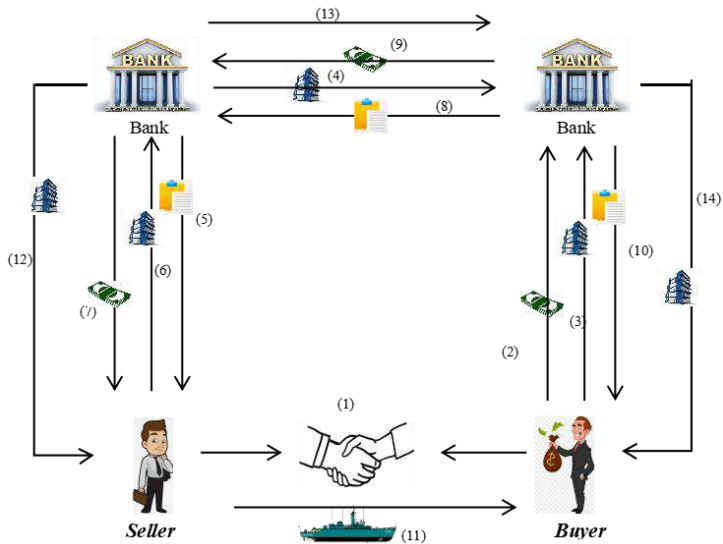 (13)
(9)
BANK
BANK
(4)
(8)
Bank
Bank
(5)
(14)
(12)
(6)
(10)
(7)
(3)
(2)
(1)
(11)
Seller
Buyer